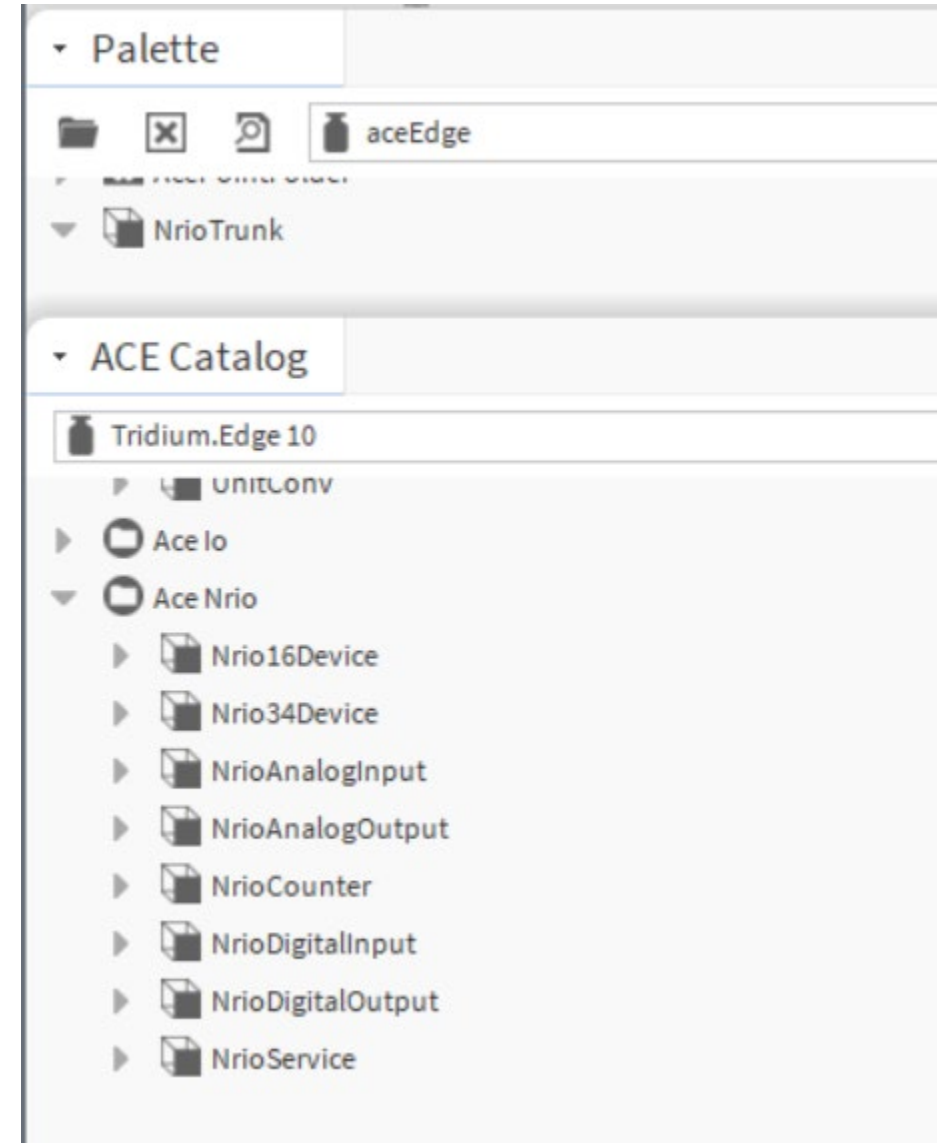 Palette
aceEdge
NrioTrunk
ACE Catalog
Tridium.Edge 10
UnitConv
Ace Io
Ace Nrio
Nrio16Device
Nrio34Device
NrioAnalogInput
NrioAnalogOutput
NrioCounter
NrioDigitalInput
NrioDigitalOutput
NrioService